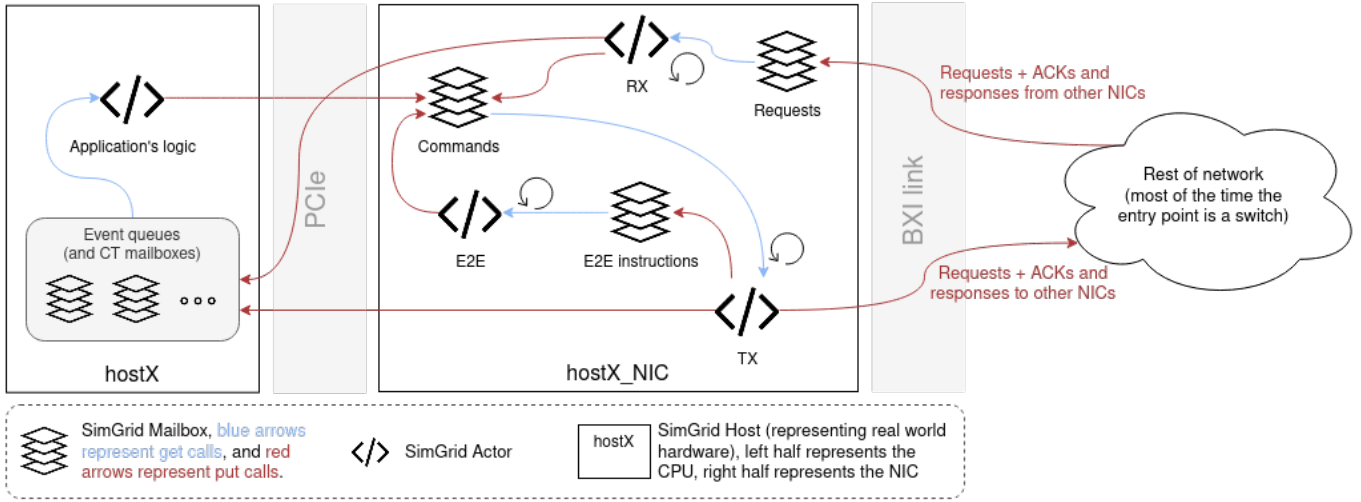 RX
Requests
Requests + ACKs and
responses from other NICs
Application's logic
Commands
PCIe
BXI link
Rest of network
(most of the time the
entry point is a switch)
Event queues
(and CT mailboxes)
E2E
E2E instructions
Requests + ACKs and
responses to other NICs
TX
hostX
hostX_NIC
SimGrid Mailbox, blue arrows
represent get calls, and red
arrows represent put calls.
SimGrid Actor
hostX
SimGrid Host (representing real world
hardware), left half represents the
CPU, right half represents the NIC